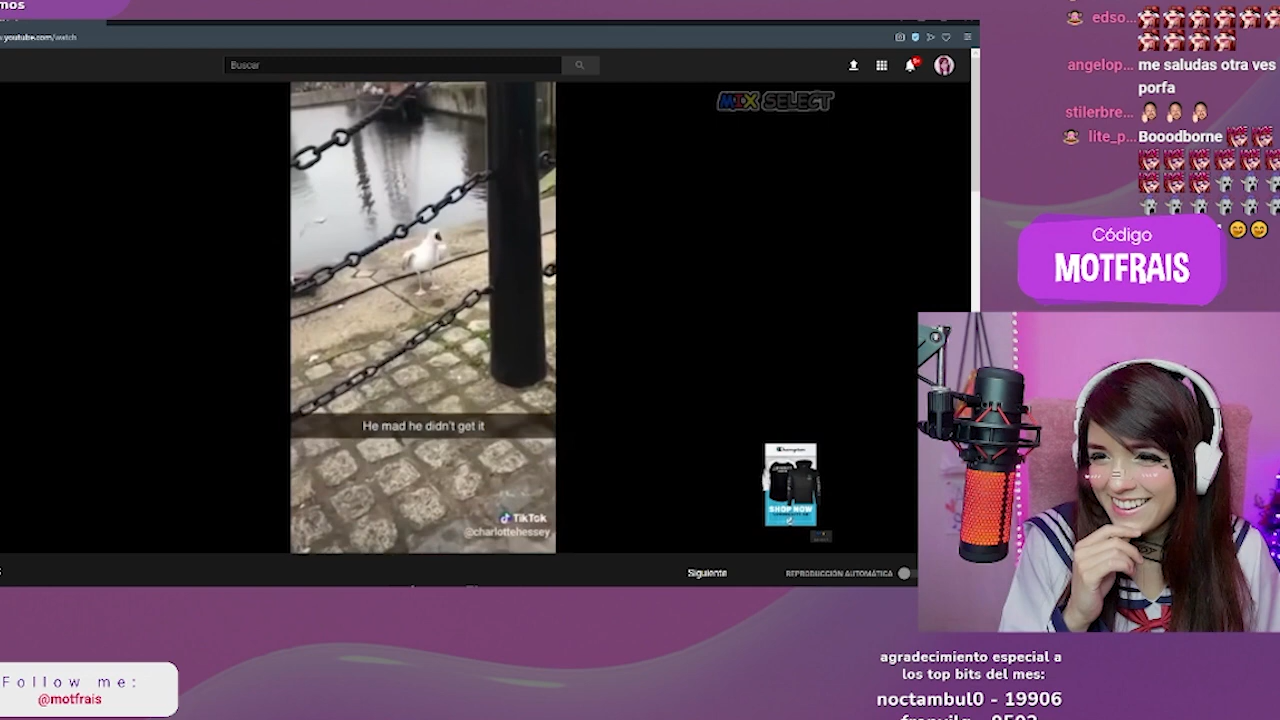 mos
youtube.com/watch
Buscar
MIX SELECT
He mad he didn't get it
TikTok
@charlottehessey
Champion
SHOP NOW
Siguiente
REPRODUCCIÓN AUTOMÁTICA
edso...
angelop... me saludas otra ves
porfa
stilerbre...
lite_p... Booodborne
Código
MOTFRAIS
Follow me:
@motfrais
agradecimiento especial a
los top bits del mes:
noctambul0 - 19906